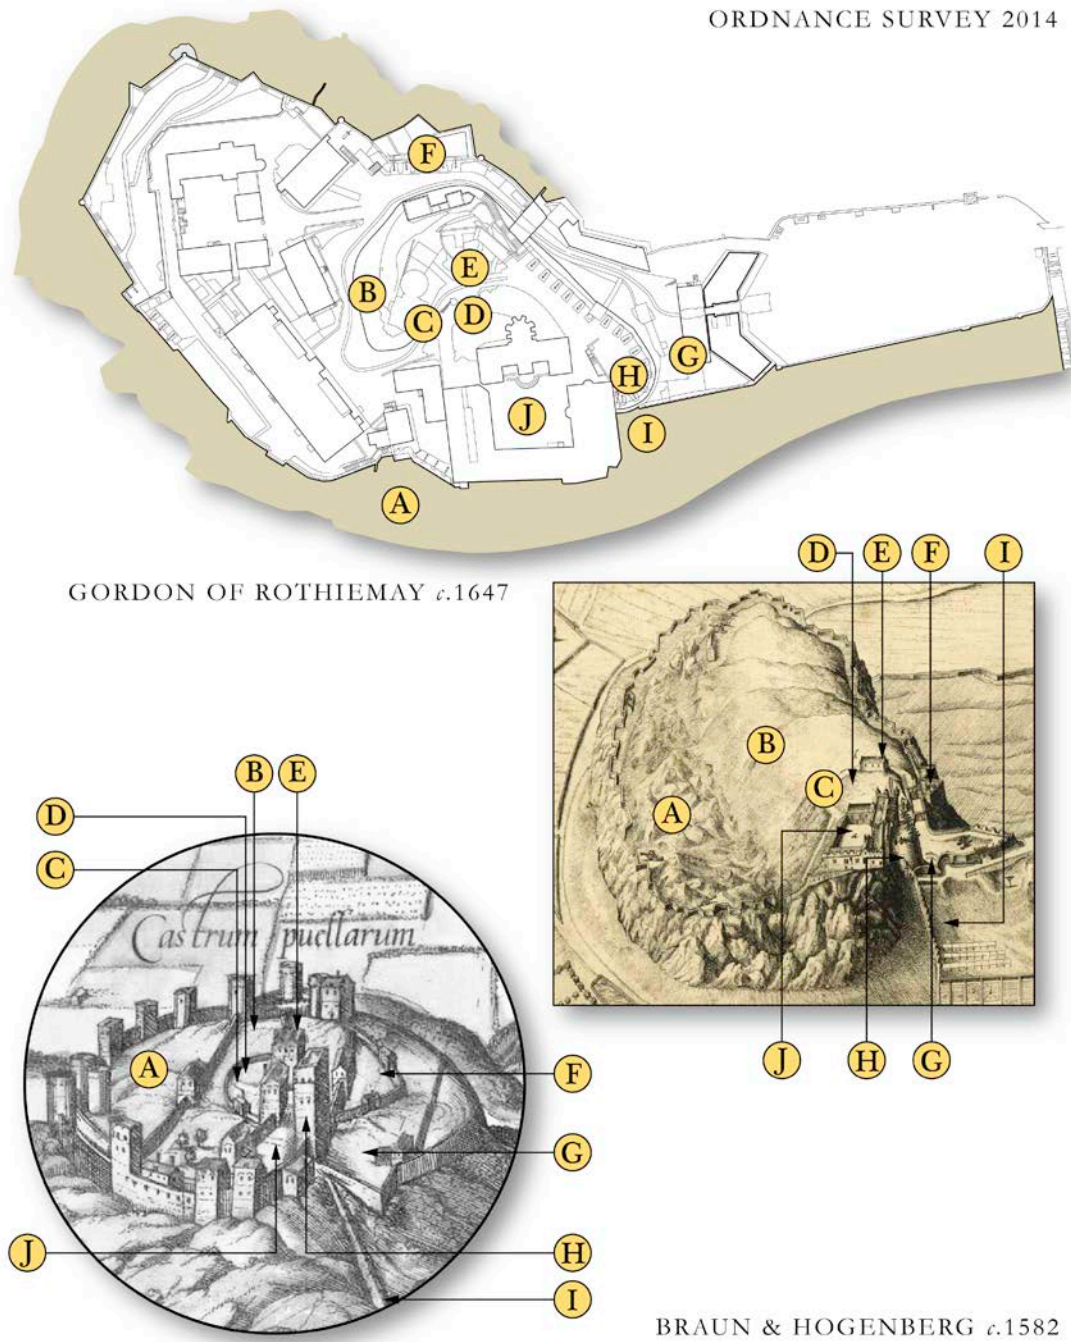 ORDNANCE SURVEY 2014
F
E
B
D
C
G
H
J
I
A
D E F I
GORDON OF ROTHIEMAY c.1647
B
C
A
J H G
B E
D
C
Castrum puellarum
A
F
G
J
H
I
BRAUN & HOGENBERG c.1582